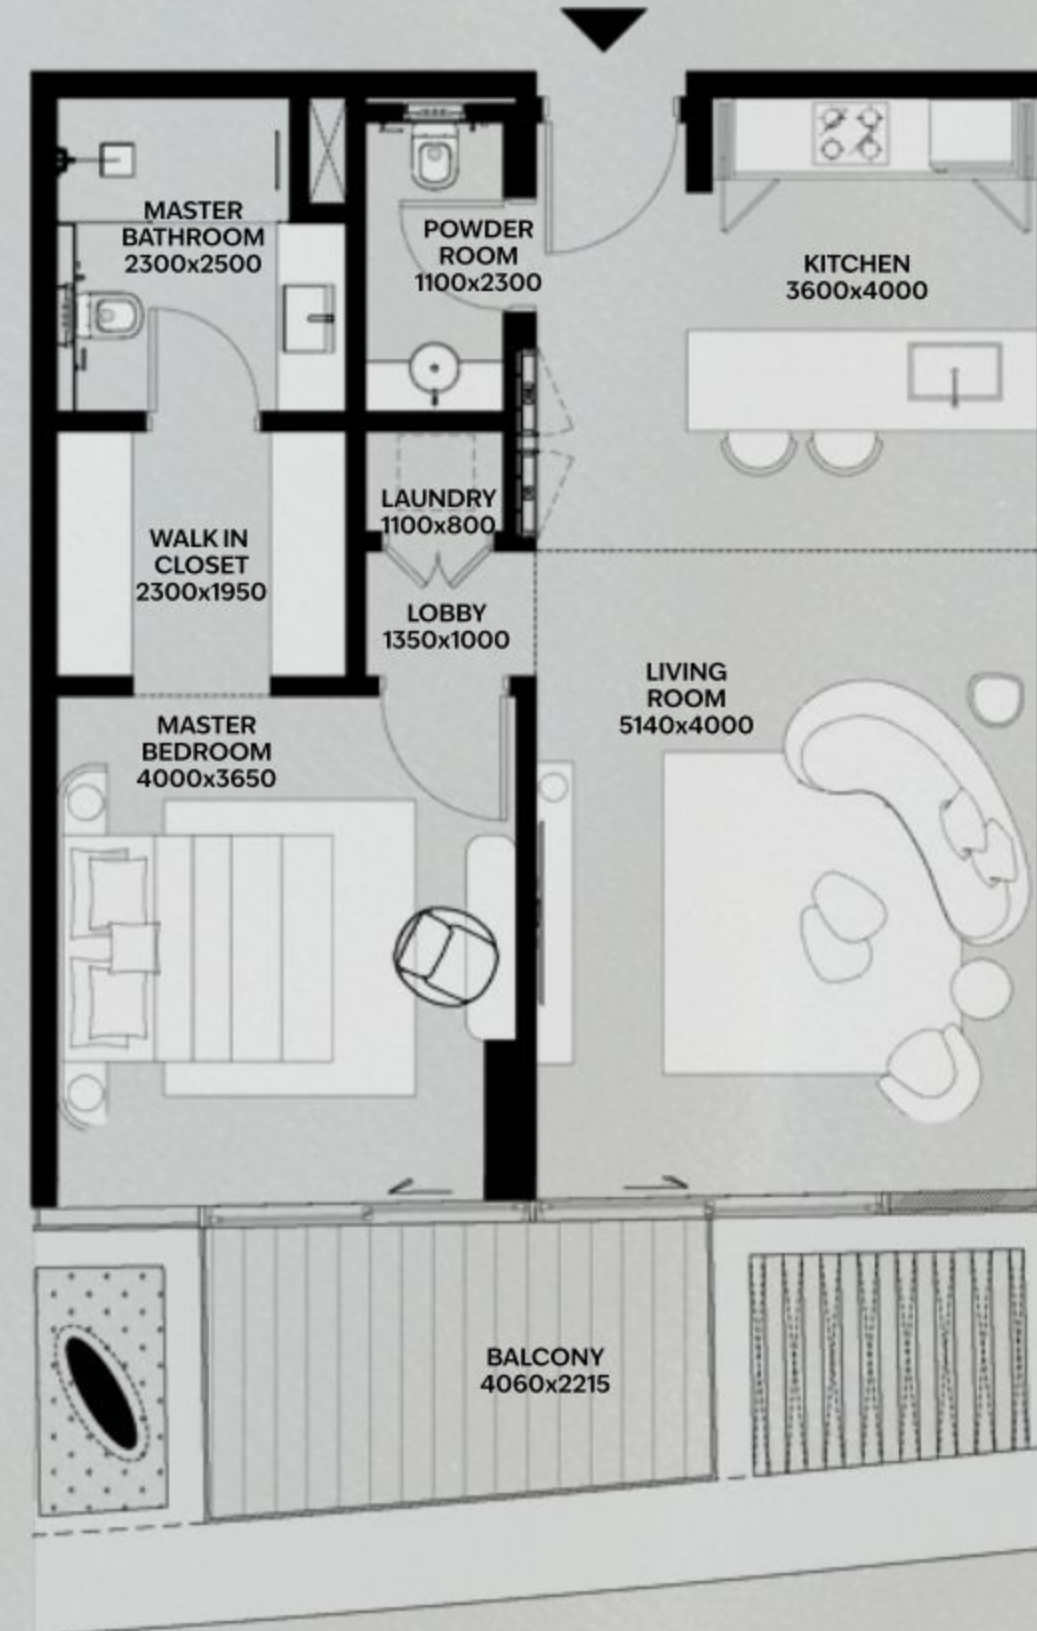 MASTER
BATHROOM
2300x2500
POWDER
ROOM
1100x2300
KITCHEN
3600x4000
LAUNDRY
1100x800
WALK IN
CLOSET
2300x1950
LOBBY
1350x1000
LIVING
ROOM
5140x4000
MASTER
BEDROOM
4000x3650
BALCONY
4060x2215